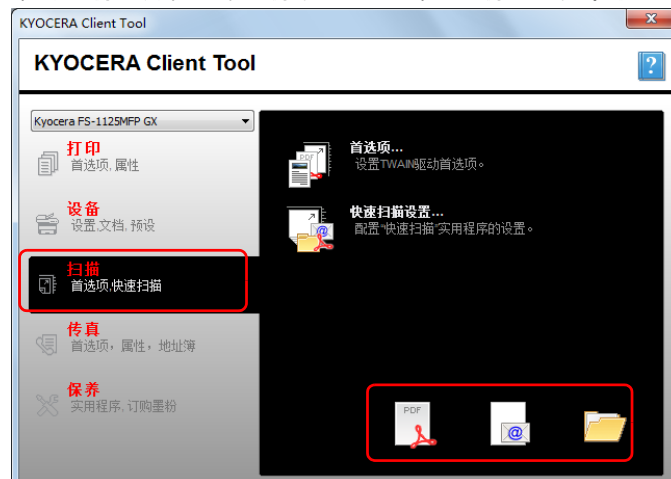 KYOCERA Client Tool
KYOCERA Client Tool
?
Kyocera FS-1125MFP GX
打印
首选项, 属性
设备
设置,文档, 预设
扫描
首选项,快速扫描
传真
首选项，属性，地址簿
保养
实用程序, 订购墨粉
首选项...
设置TWAIN驱动首选项。
快速扫描设置...
配置“快速扫描”实用程序的设置。
PDF
@
PDF
@